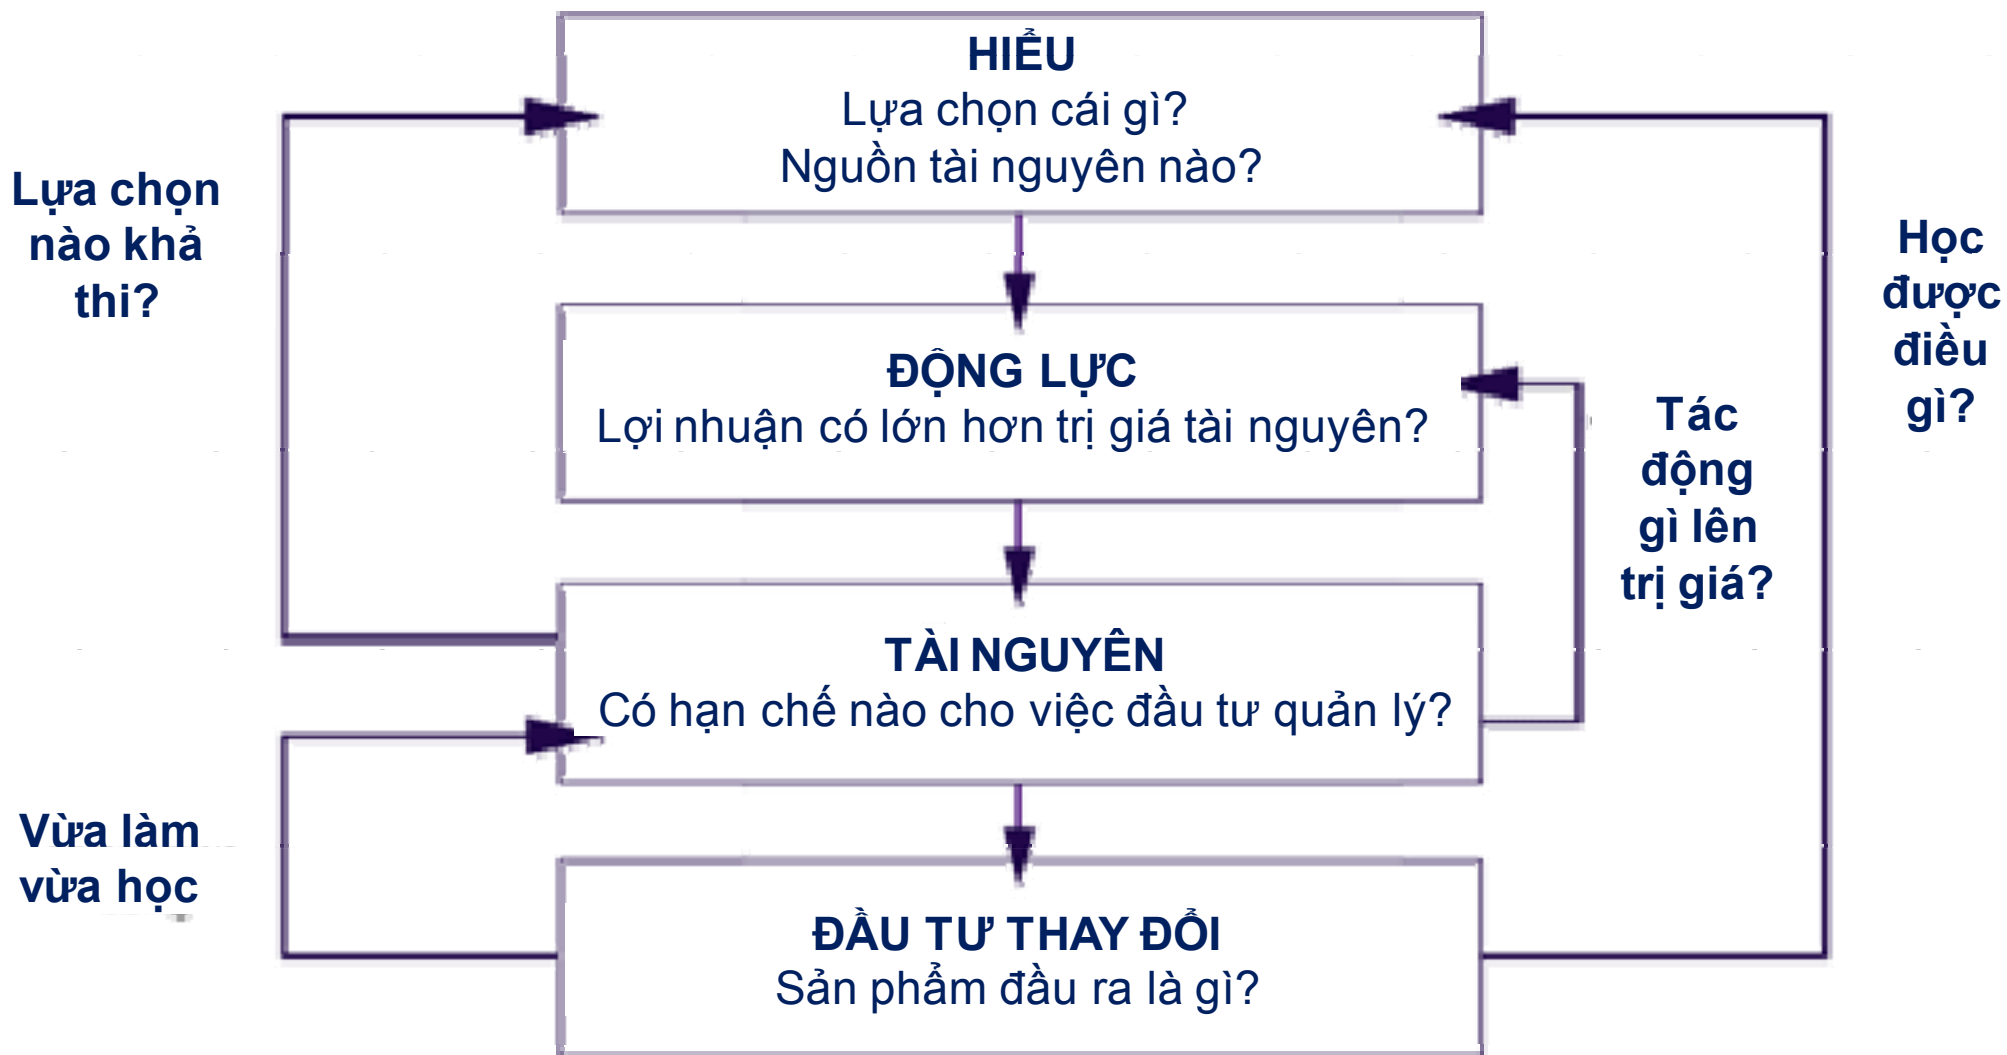 HIỂU
Lựa chọn cái gì?
Nguồn tài nguyên nào?
Lựa chọn
nào khả
thi?
Học
được
điều
gì?
ĐỘNG LỰC
Lợi nhuận có lớn hơn trị giá tài nguyên?
Tác
động
gì lên
trị giá?
TÀI NGUYÊN
Có hạn chế nào cho việc đầu tư quản lý?
Vừa làm
vừa học
ĐẦU TƯ THAY ĐỔI
Sản phẩm đầu ra là gì?